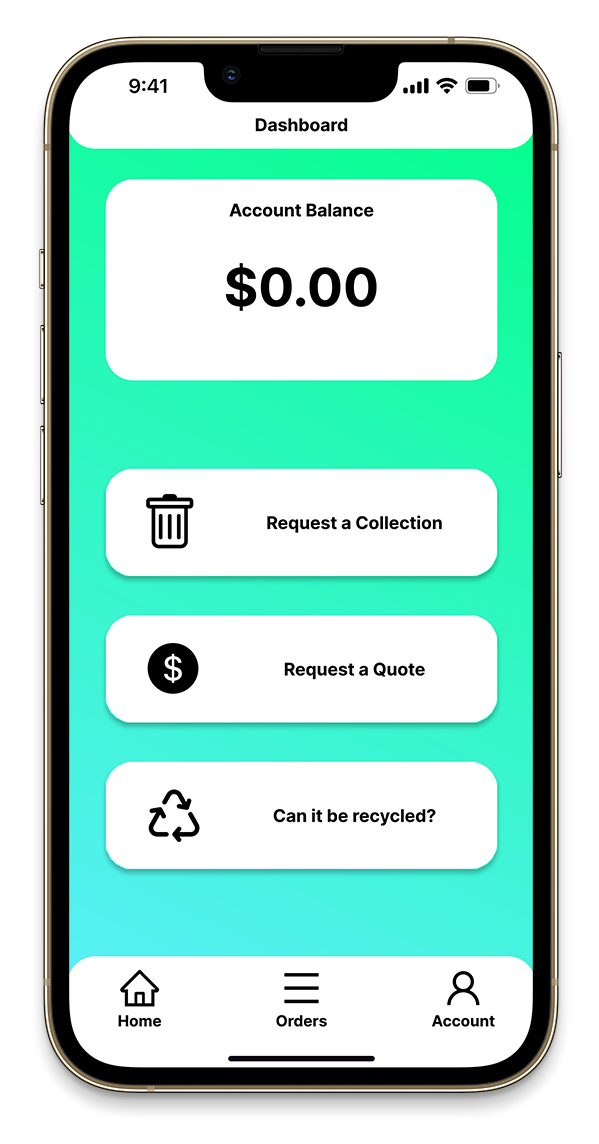 9:41
Dashboard
Account Balance
$0.00
Request a Collection
$
Request a Quote
Can it be recycled?
Home Orders Account